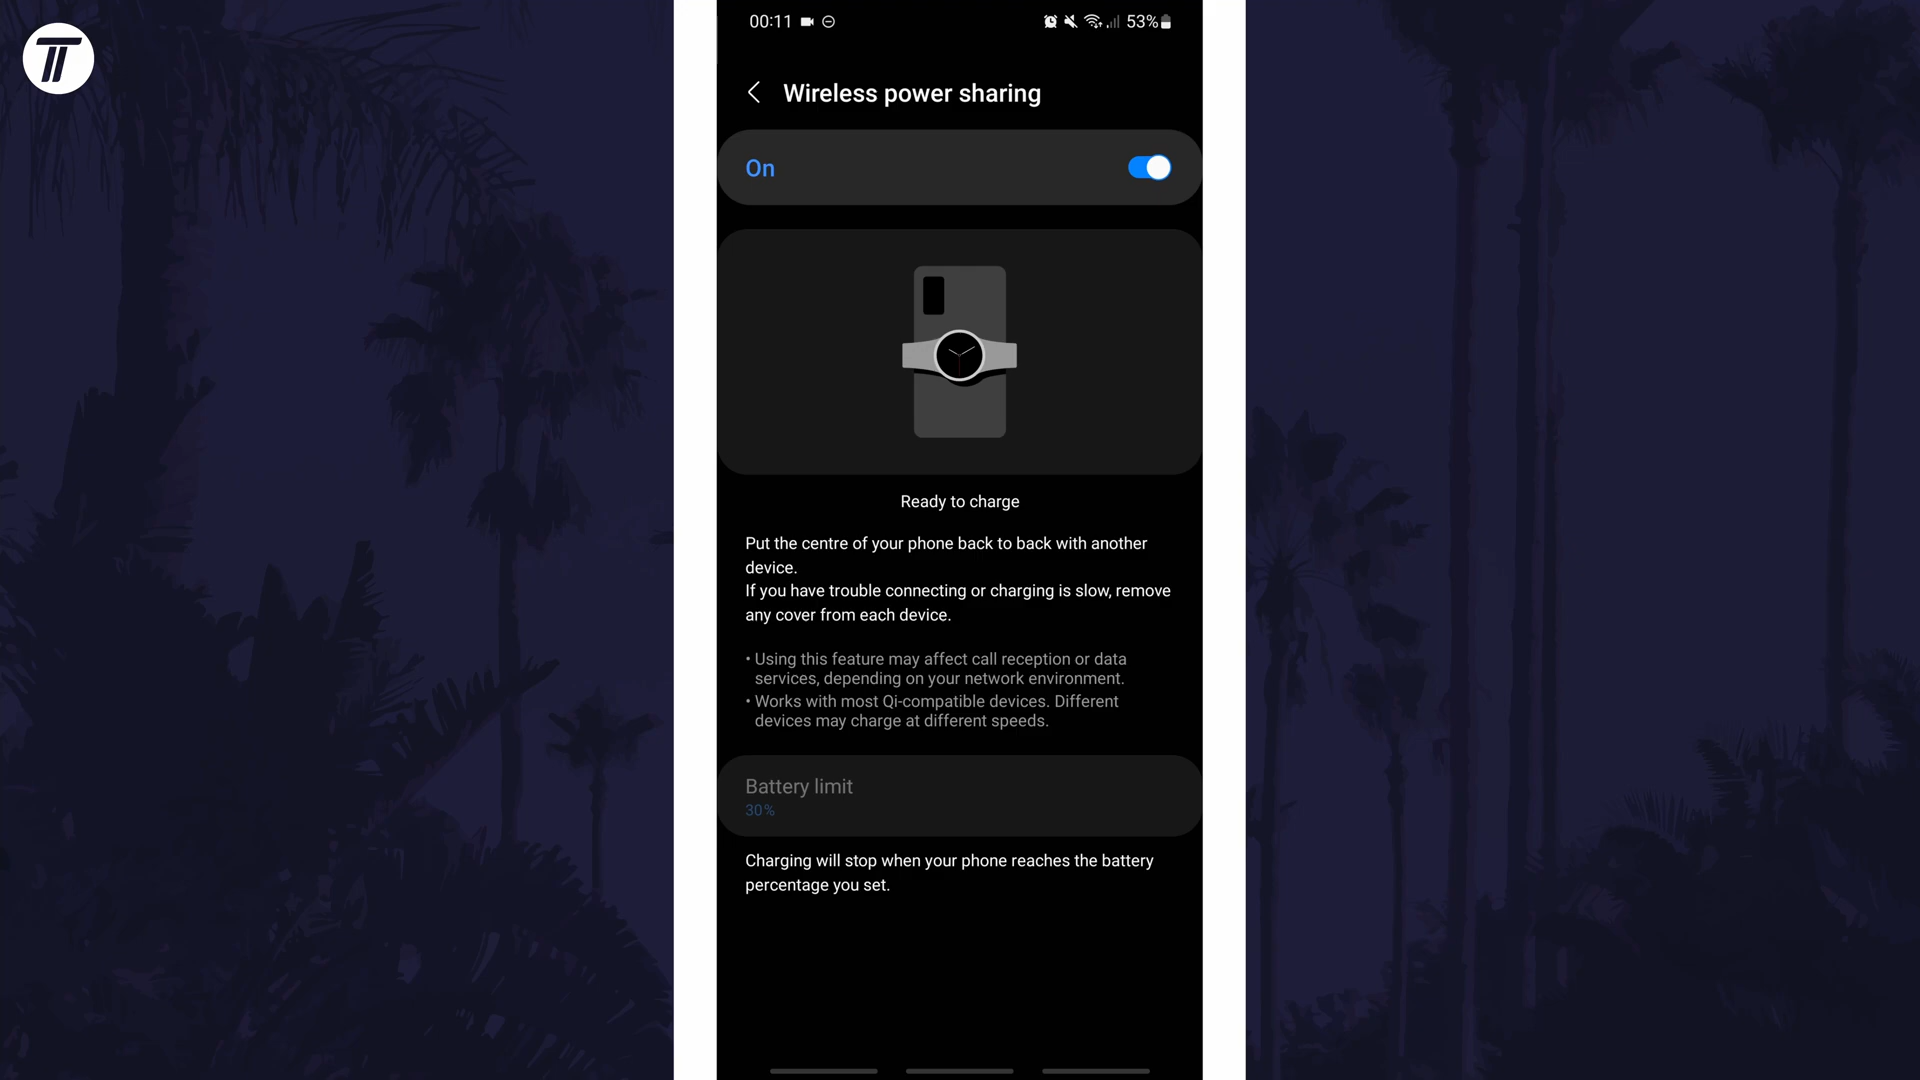 00:11 53%
Wireless power sharing
On
Ready to charge
Put the centre of your phone back to back with another
device.
If you have trouble connecting or charging is slow, remove
any cover from each device.
• Using this feature may affect call reception or data
services, depending on your network environment.
• Works with most Qi-compatible devices. Different
devices may charge at different speeds.
Battery limit
30%
Charging will stop when your phone reaches the battery
percentage you set.